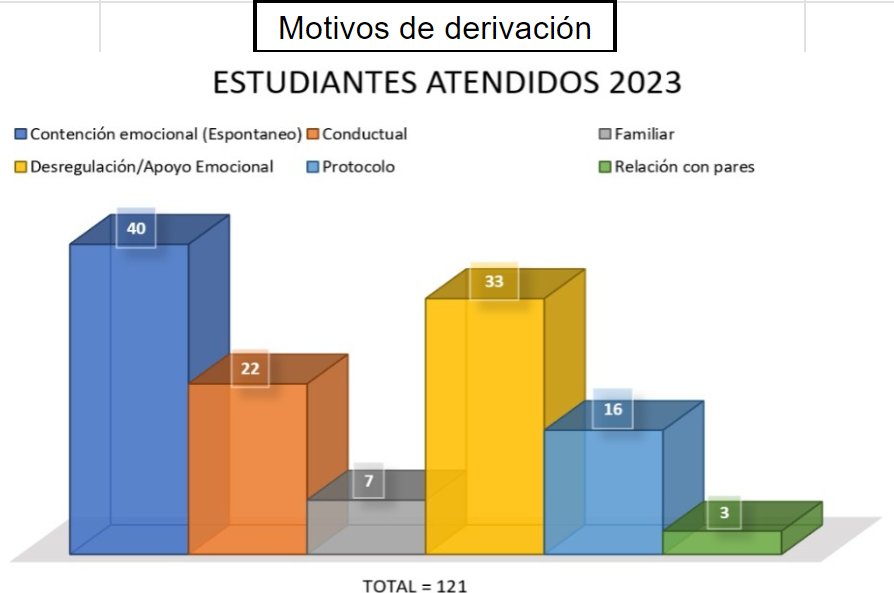 Motivos de derivación
ESTUDIANTES ATENDIDOS 2023
Contención emocional (Espontaneo) Conductual Familiar
Desregulación/Apoyo Emocional Protocolo Relación con pares
40
33
22
16
7
3
TOTAL = 121